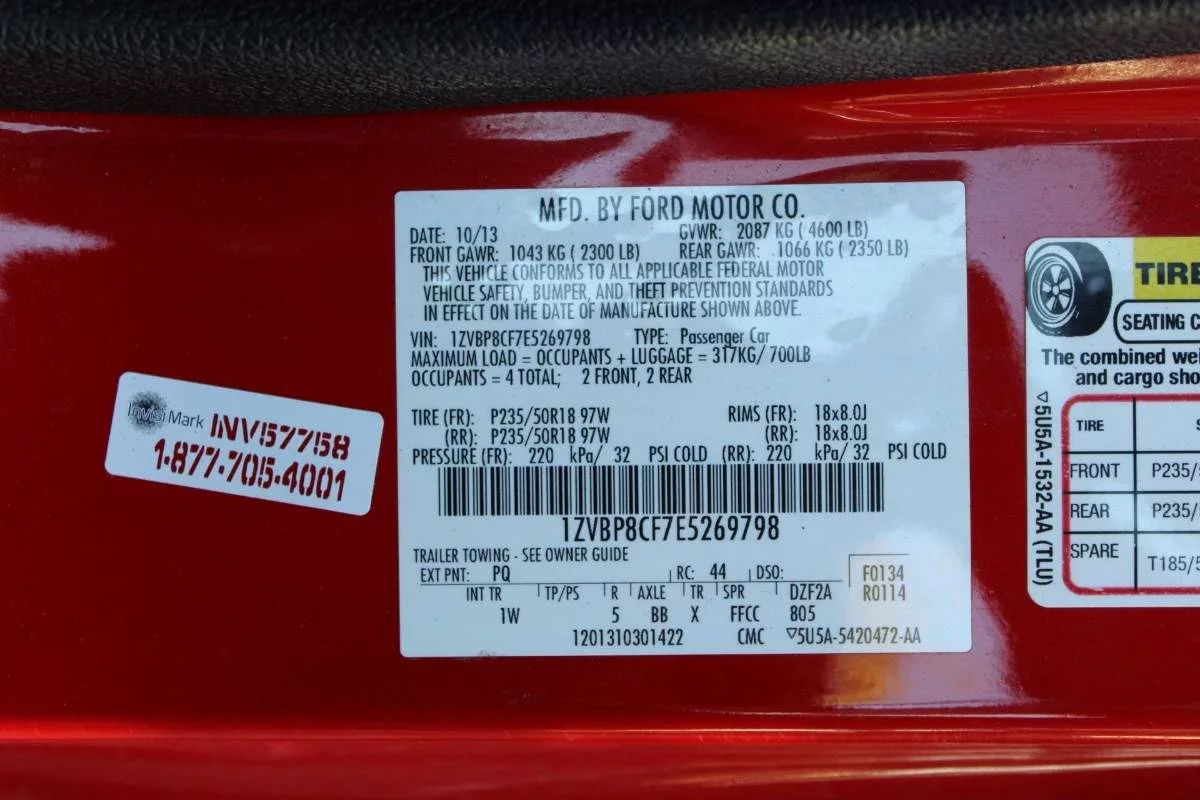 MFD. BY FORD MOTOR CO.
DATE: 10/13 GVWR: 2087 KG ( 4600 LB)
FRONT GAWR: 1043 KG ( 2300 LB) REAR GAWR: 1066 KG ( 2350 LB)
THIS VEHICLE CONFORMS TO ALL APPLICABLE FEDERAL MOTOR
VEHICLE SAFETY, BUMPER, AND THEFT PREVENTION STANDARDS
IN EFFECT ON THE DATE OF MANUFACTURE SHOWN ABOVE.
VIN: 1ZVBP8CF7E5269798 TYPE: Passenger Car
MAXIMUM LOAD = OCCUPANTS + LUGGAGE = 317KG/ 700LB
OCCUPANTS = 4 TOTAL; 2 FRONT, 2 REAR
TIRE (FR): P235/50R18 97W RIMS (FR): 18x8.0J
(RR): P235/50R18 97W (RR): 18x8.0J
PRESSURE (FR): 220 kPa/ 32 PSI COLD (RR): 220 kPa/ 32 PSI COLD
1ZVBP8CF7E5269798
TRAILER TOWING - SEE OWNER GUIDE
EXT PNT: PQ RC: 44 DSO: F0134
INT TR TP/PS R AXLE TR SPR DZF2A R0114
1W 5 BB X FFCC 805
1201310301422 CMC ▽5U5A-5420472-AA
InvisiMark INV57758
1-877-705-4001
TIRE
SEATING C
The combined wei
and cargo sho
TIRE S
FRONT P235/
REAR P235/
SPARE T185/5
▽5U5A-1532-AA (TLU)